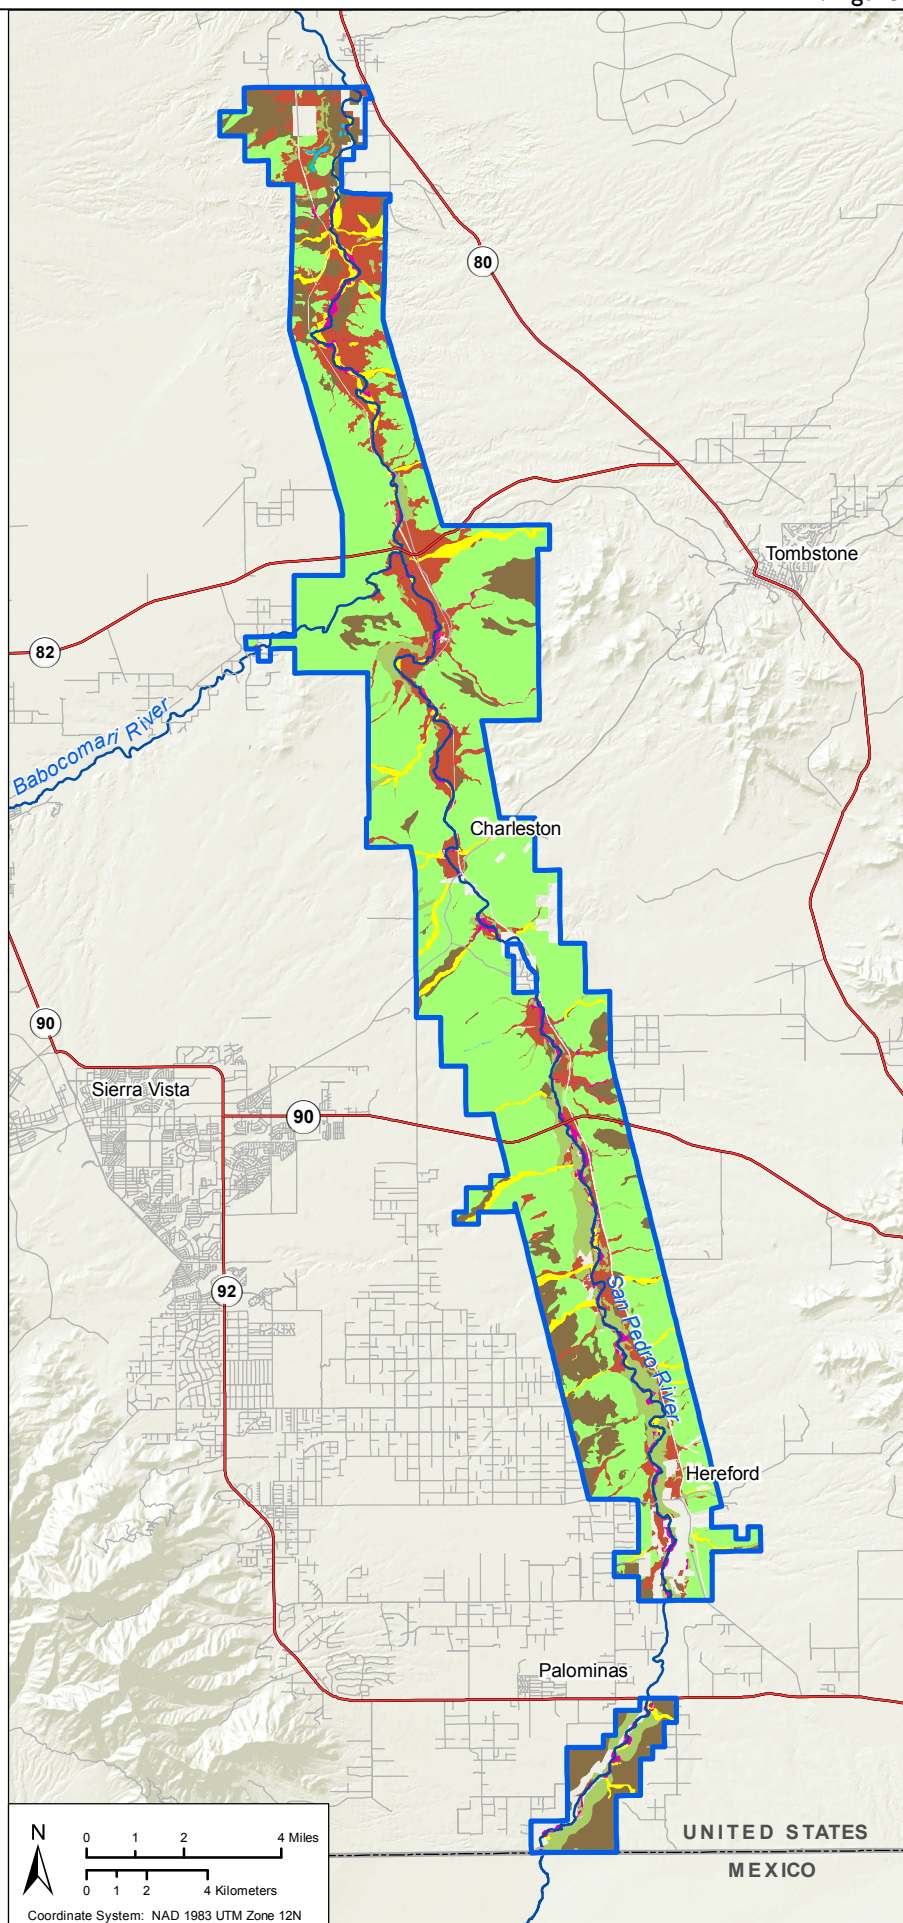 80
Tombstone
82
Babocomari River
Charleston
90
Sierra Vista
90
92
San Pedro River
Hereford
Palominas
UNITED STATES
MEXICO
N
0 1 2 4 Miles
0 1 2 4 Kilometers
Coordinate System: NAD 1983 UTM Zone 12N